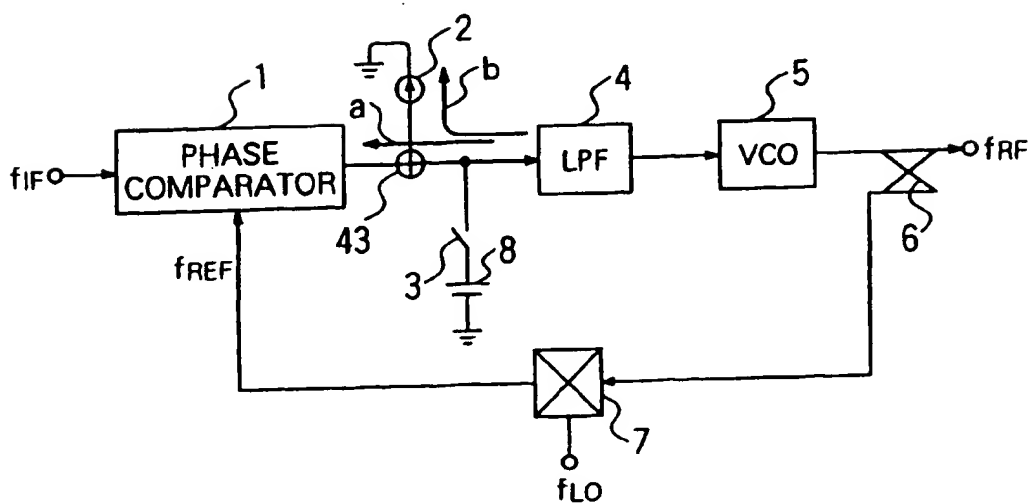 2
b
1
4
5
a
PHASE
COMPARATOR
LPF
VCO
fIF
fRF
43
6
fREF
3
8
7
fLO